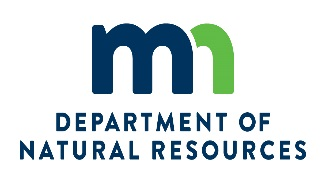 mn
DEPARTMENT OF
NATURAL RESOURCES